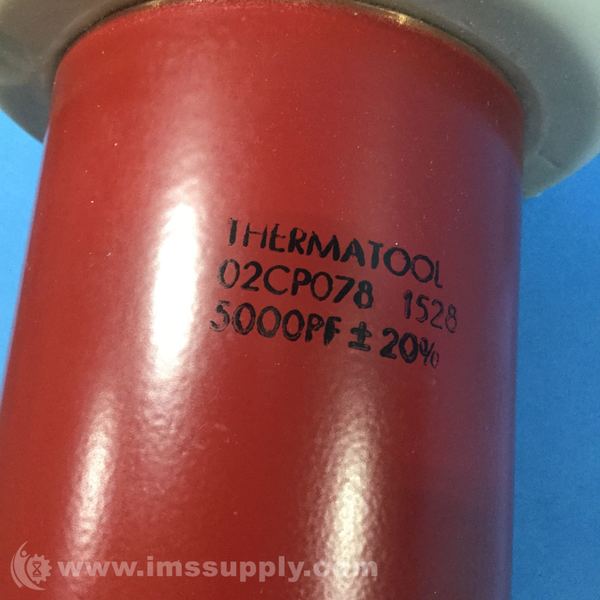 THERMATOOL
02CP078 1528
5000PF ± 20%
www.imssupply.com